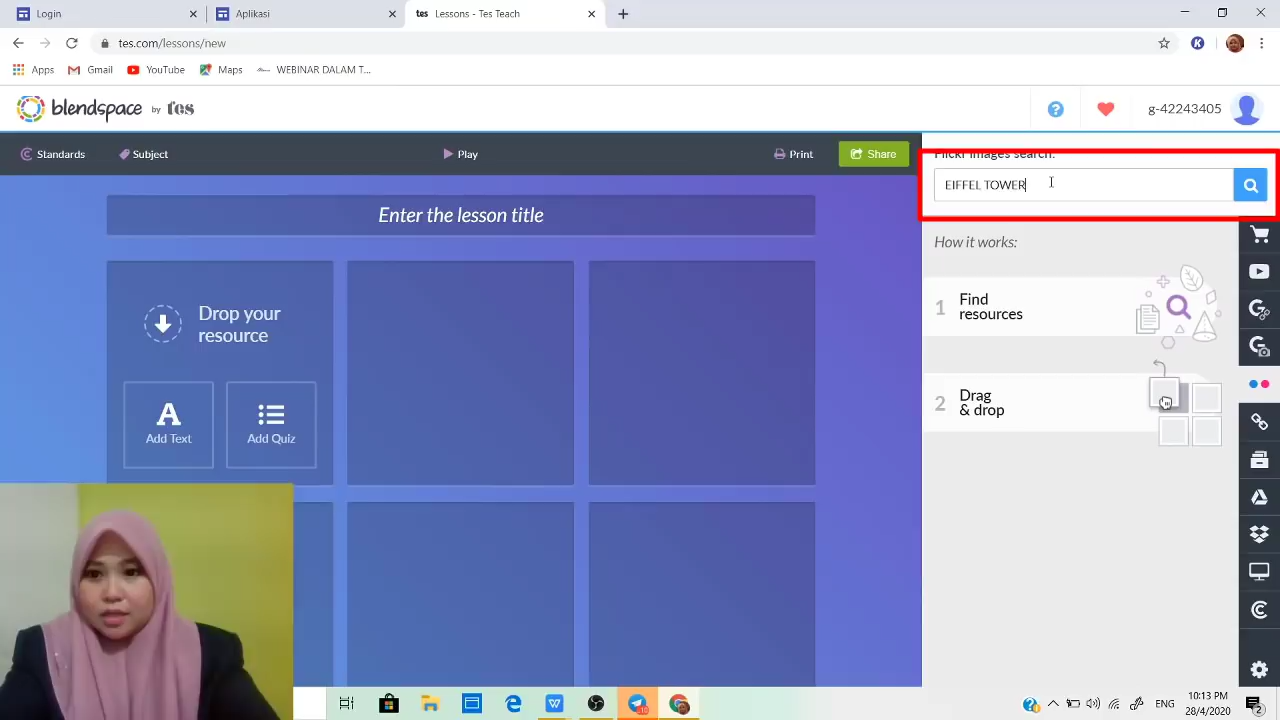 Login
Aplikasi
tes Lessons - Tes Teach
tes.com/lessons/new
K
Apps Gmail YouTube Maps WEBINAR DALAM T...
blendspace by tes
g-42243405
Standards Subject Play Print Share
Flickr images search:
EIFFEL TOWER
Enter the lesson title
How it works:
1 Find resources
Drop your
resource
A
Add Text Add Quiz
2 Drag
& drop
ENG
10:13 PM
28/4/2020